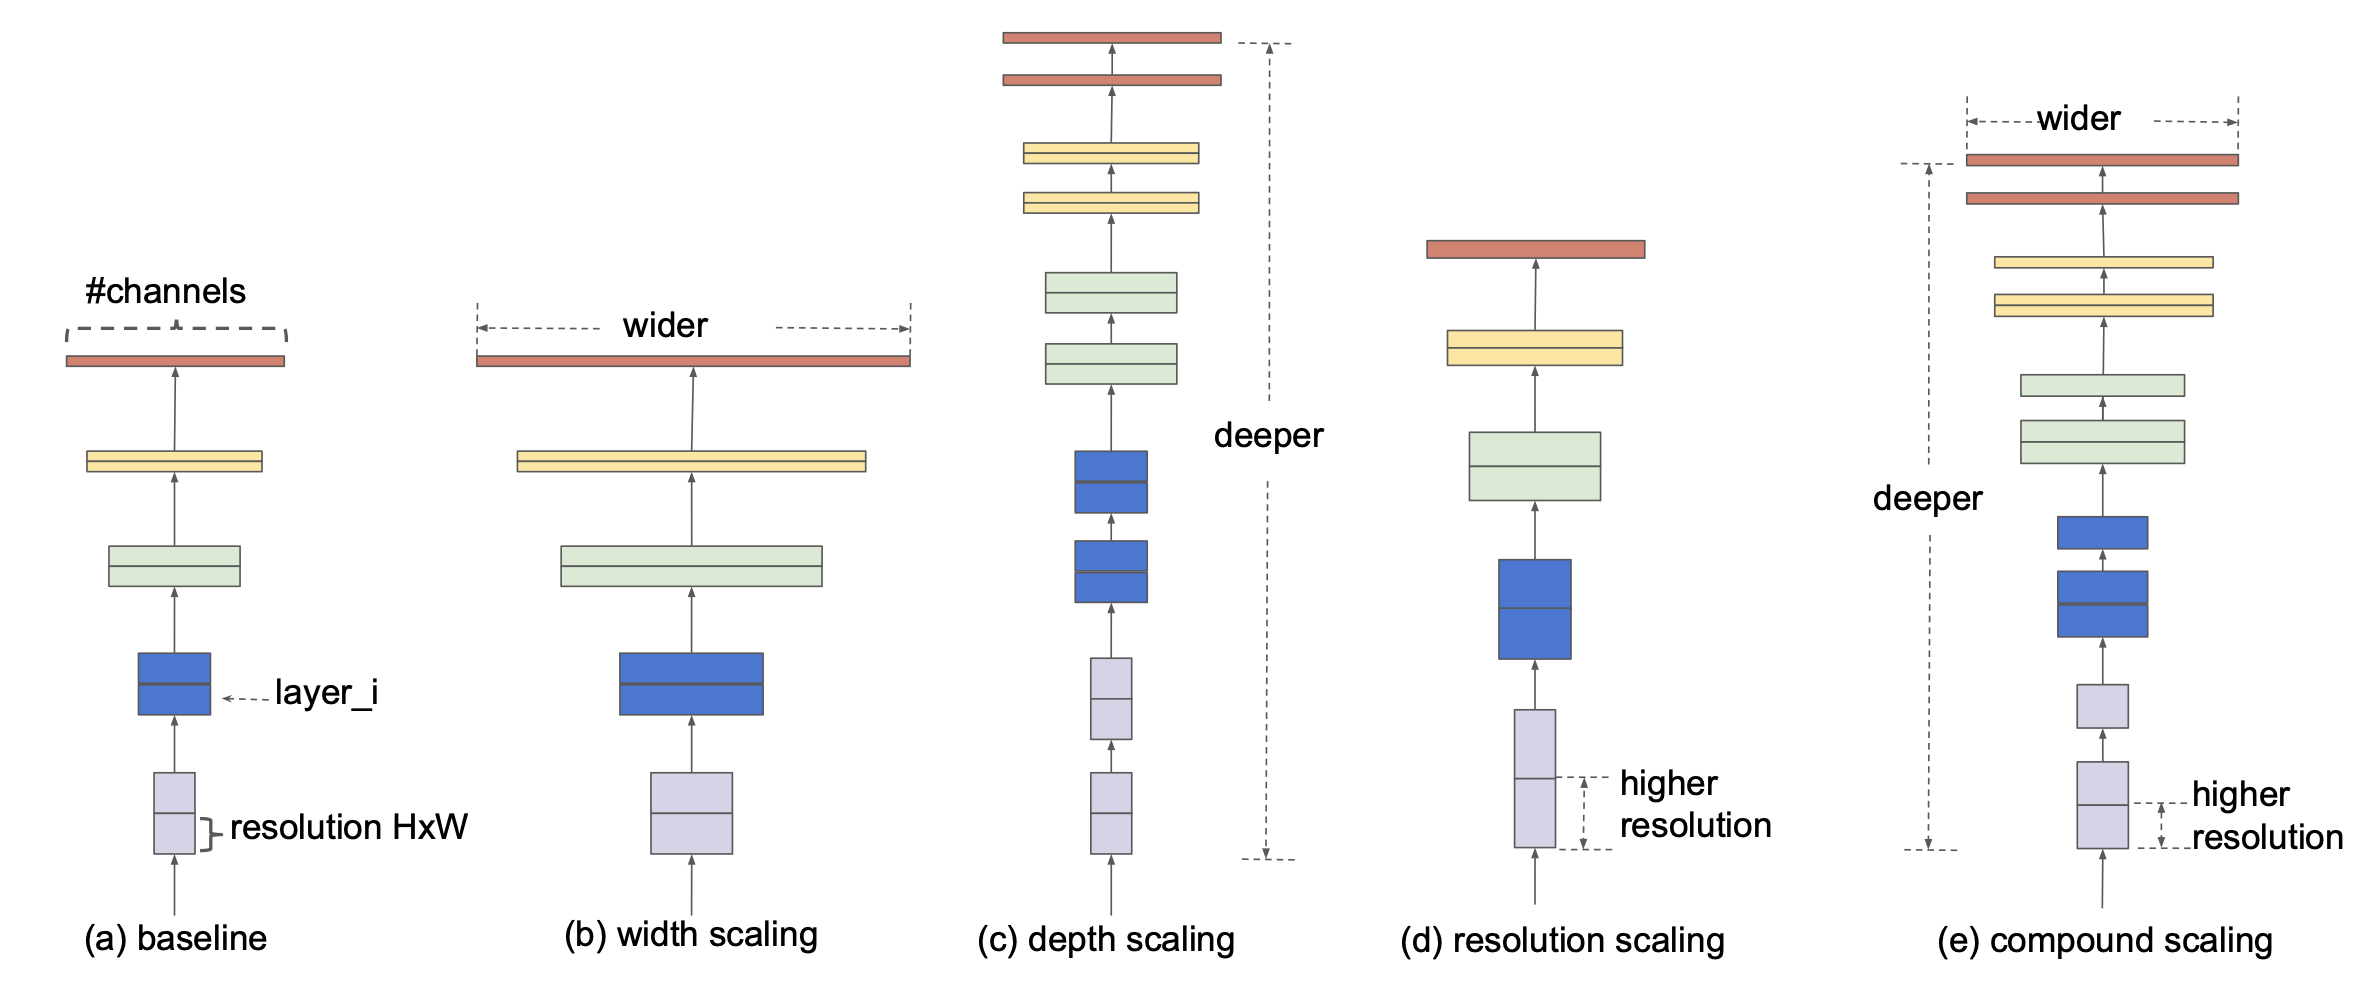 #channels
layer_i
resolution HxW
(a) baseline
wider
(b) width scaling
deeper
(c) depth scaling
higher
resolution
(d) resolution scaling
wider
deeper
higher
resolution
(e) compound scaling